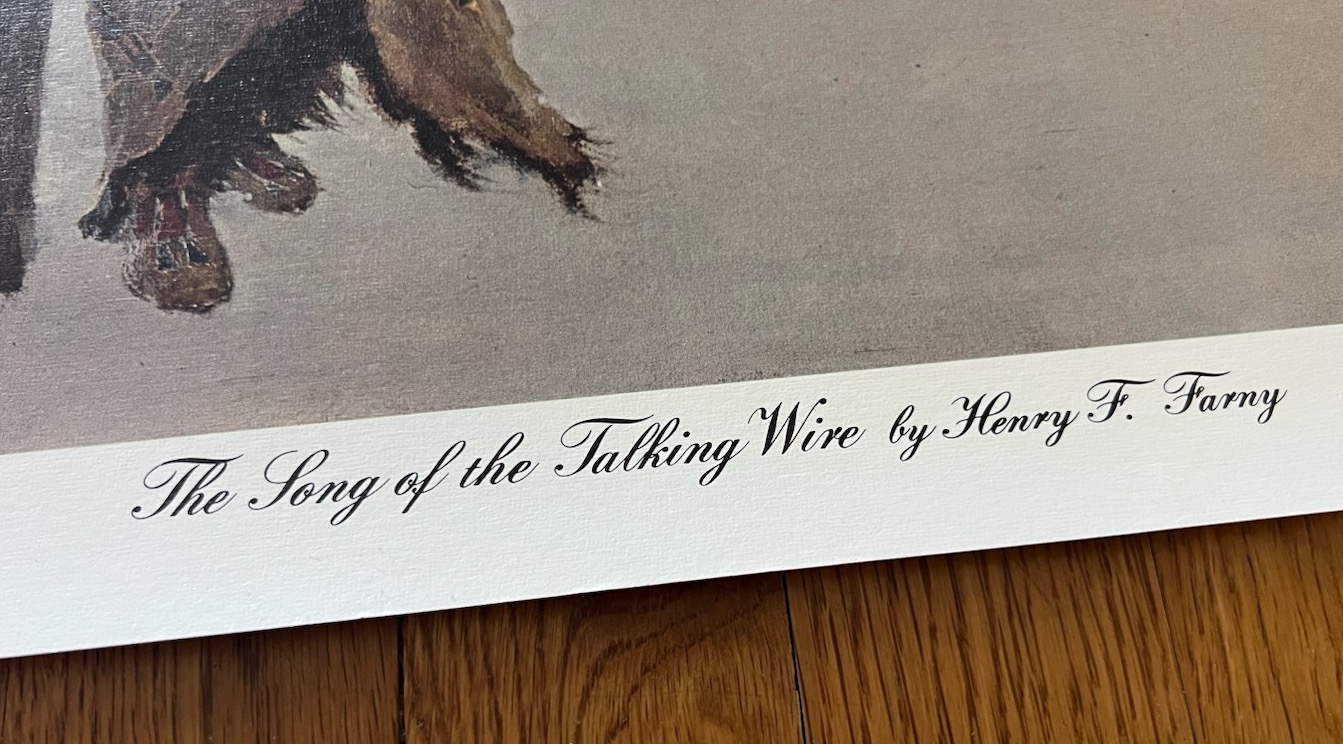 The Song of the Talking Wire by Henry F. Farny